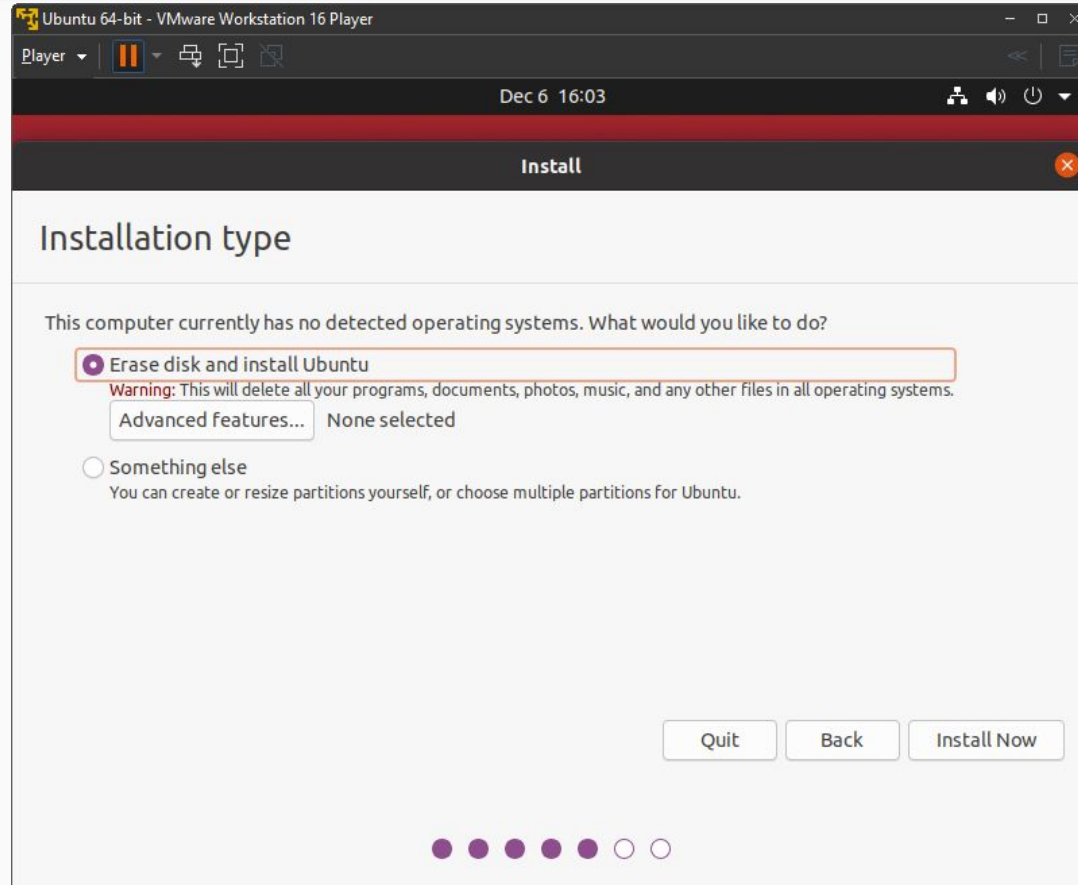 Ubuntu 64-bit - VMware Workstation 16 Player
Player
Dec 6 16:03
Install
Installation type
This computer currently has no detected operating systems. What would you like to do?
Erase disk and install Ubuntu
Warning: This will delete all your programs, documents, photos, music, and any other files in all operating systems.
Advanced features... None selected
Something else
You can create or resize partitions yourself, or choose multiple partitions for Ubuntu.
Quit Back Install Now